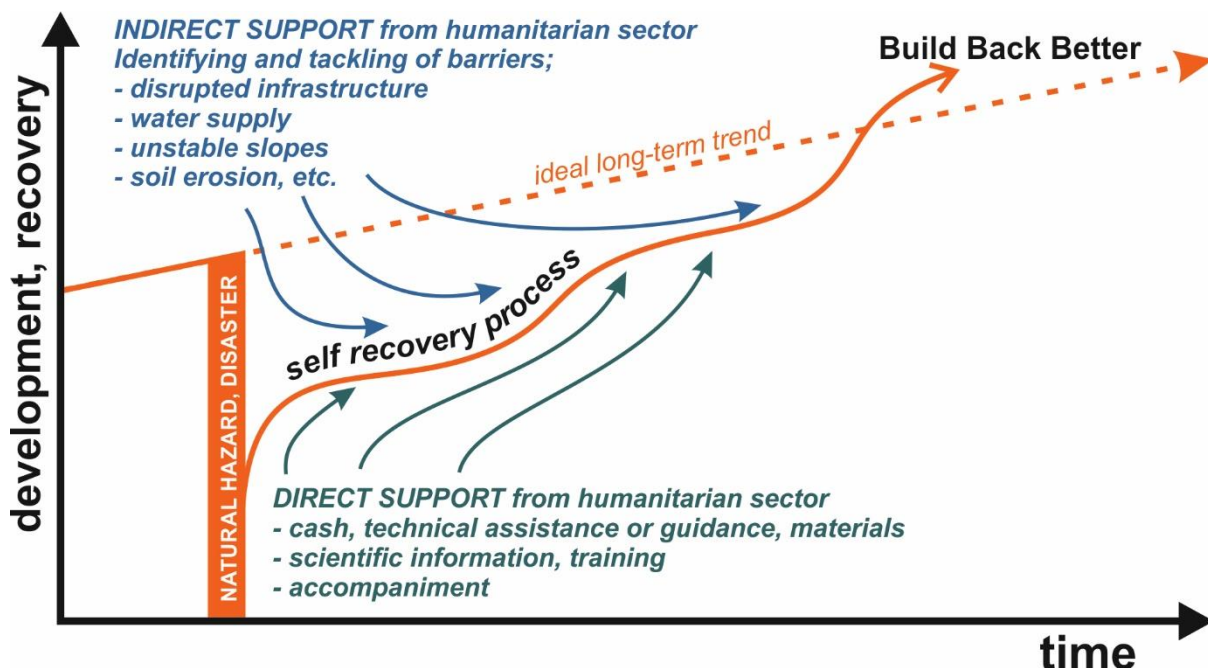 INDIRECT SUPPORT from humanitarian sector
Identifying and tackling of barriers;
- disrupted infrastructure
- water supply
- unstable slopes
- soil erosion, etc.
Build Back Better
ideal long-term trend
development, recovery
NATURAL HAZARD, DISASTER
self recovery process
DIRECT SUPPORT from humanitarian sector
- cash, technical assistance or guidance, materials
- scientific information, training
- accompaniment
time